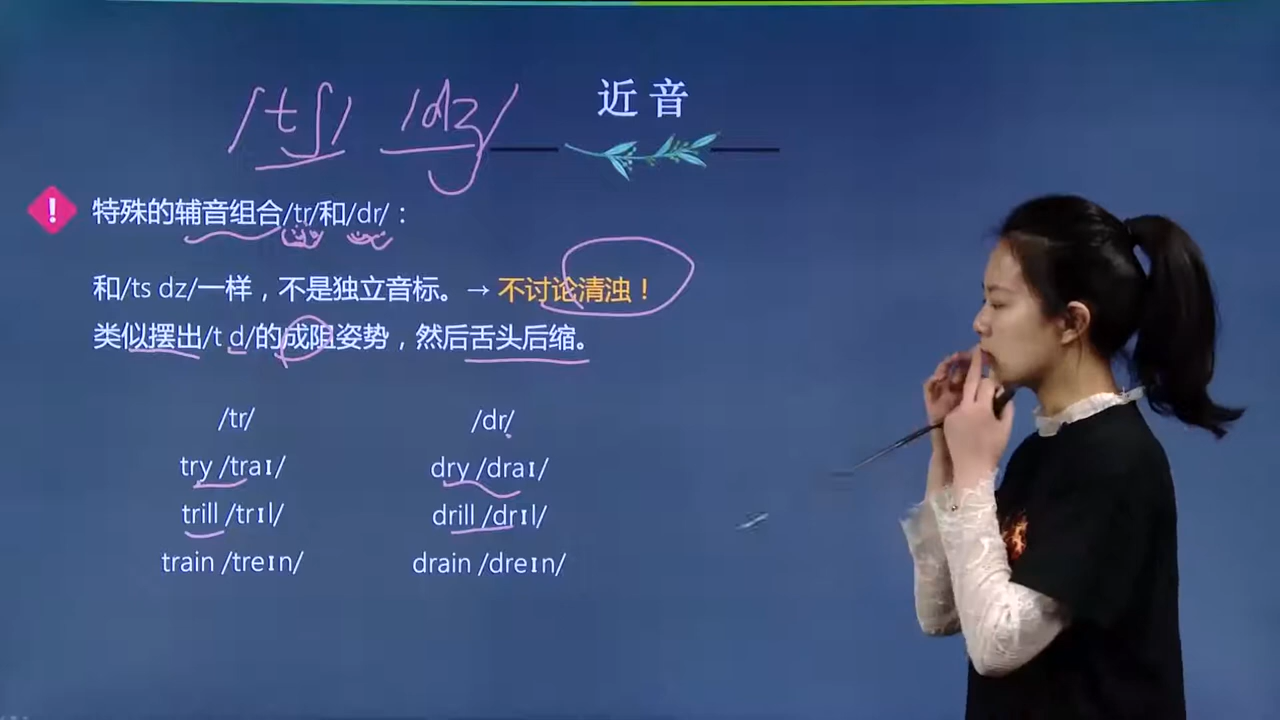 /tʃ/ /dʒ/
近音
!
特殊的辅音组合/tr/和/dr/：
和/ts dz/一样，不是独立音标。→ 不讨论清浊！
类似摆出/t d/的成阻姿势，然后舌头后缩。
/tr/ /dr/
try /traɪ/ dry /draɪ/
trill /trɪl/ drill /drɪl/
train /treɪn/ drain /dreɪn/